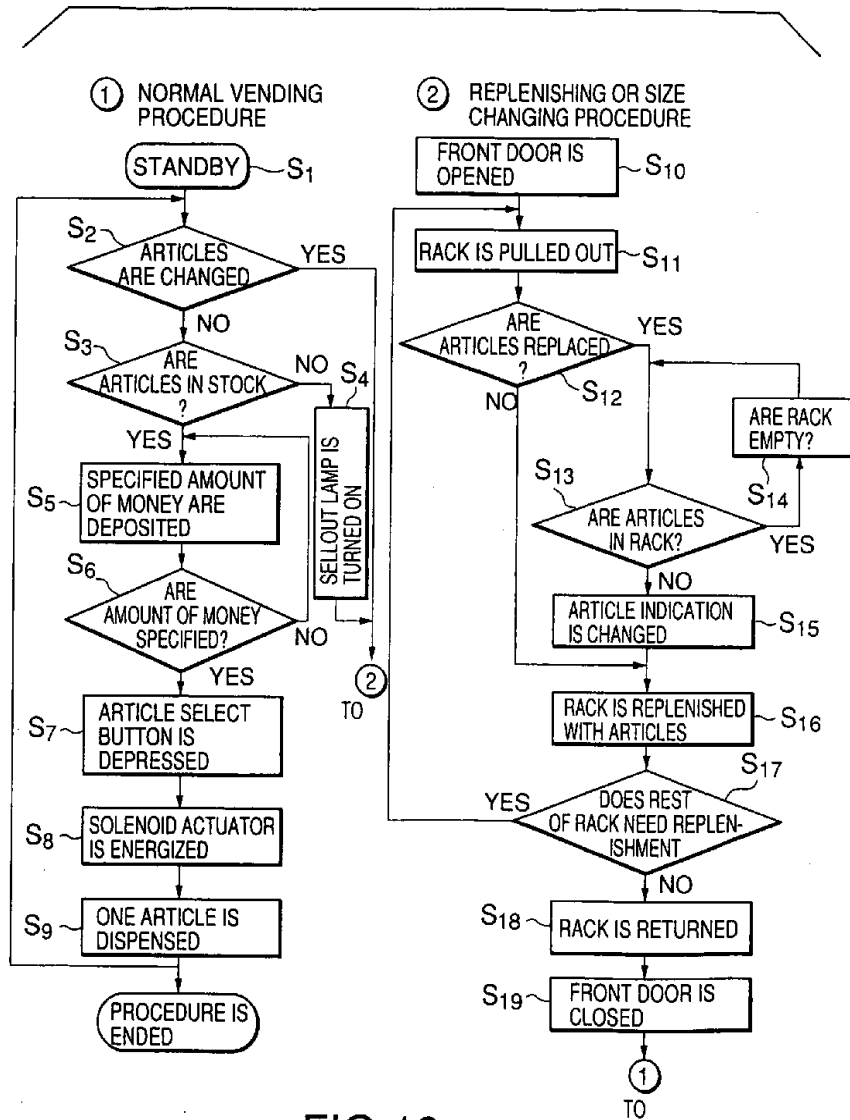 ① NORMAL VENDING
PROCEDURE
STANDBY
S1
S2
ARTICLES
ARE CHANGED
YES
NO
S3
ARE
ARTICLES IN STOCK
?
NO
YES
S4
SELLOUT LAMP IS
TURNED ON
S5
SPECIFIED AMOUNT
OF MONEY ARE
DEPOSITED
S6
ARE
AMOUNT OF MONEY
SPECIFIED?
NO
YES
②
TO
S7
ARTICLE SELECT
BUTTON IS
DEPRESSED
S8
SOLENOID ACTUATOR
IS ENERGIZED
S9
ONE ARTICLE IS
DISPENSED
PROCEDURE IS
ENDED
② REPLENISHING OR SIZE
CHANGING PROCEDURE
FRONT DOOR IS
OPENED
S10
RACK IS PULLED OUT
S11
ARE
ARTICLES REPLACED
?
YES
NO
S12
ARE RACK
EMPTY?
S14
S13
ARE ARTICLES
IN RACK?
YES
NO
ARTICLE INDICATION
IS CHANGED
S15
RACK IS REPLENISHED
WITH ARTICLES
S16
S17
YES
DOES REST
OF RACK NEED REPLEN-
ISHMENT
NO
S18
RACK IS RETURNED
S19
FRONT DOOR IS
CLOSED
①
TO